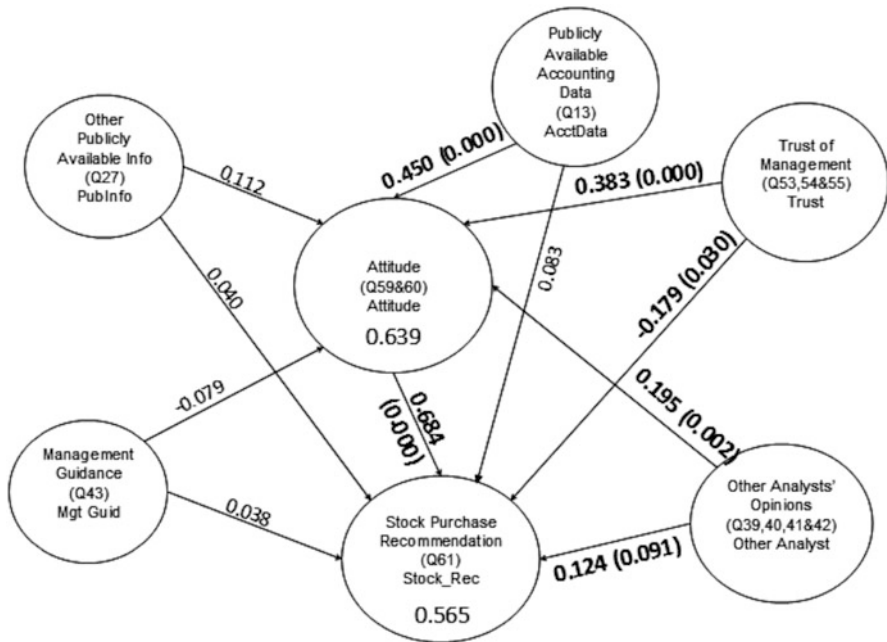 Publicly
Available
Accounting
Data
(Q13)
AcctData
Other
Publicly
Available Info
(Q27)
PubInfo
Trust of
Management
(Q53,54&55)
Trust
0.450 (0.000)
0.383 (0.000)
0.112
0.083
0.040
-0.179 (0.030)
Attitude
(Q59&60)
Attitude
0.639
-0.079
0.684
(0.000)
0.195 (0.002)
Management
Guidance
(Q43)
Mgt Guid
0.038
Stock Purchase
Recommendation
(Q61)
Stock_Rec
0.565
0.124 (0.091)
Other Analysts'
Opinions
(Q39,40,41&42)
Other Analyst